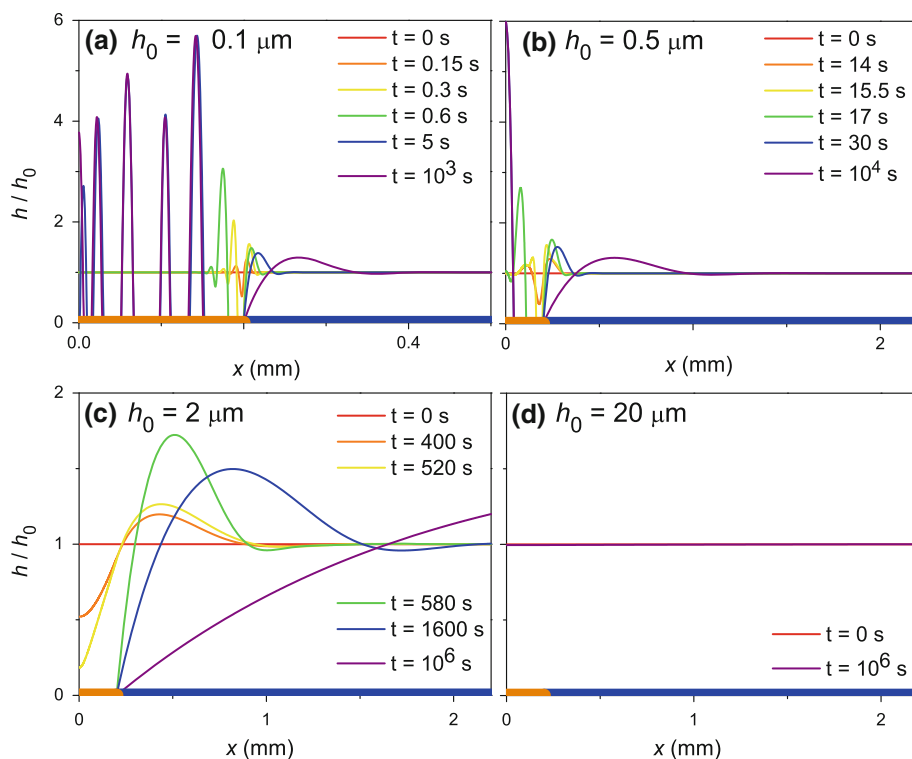 (a) h0 = 0.1 μm
t = 0 s
t = 0.15 s
t = 0.3 s
t = 0.6 s
t = 5 s
t = 10^3 s
6
4
2
0
h / h0
0.0
0.4
x (mm)
(b) h0 = 0.5 μm
t = 0 s
t = 14 s
t = 15.5 s
t = 17 s
t = 30 s
t = 10^4 s
0
2
x (mm)
(c) h0 = 2 μm
t = 0 s
t = 400 s
t = 520 s
t = 580 s
t = 1600 s
t = 10^6 s
2
1
0
h / h0
0
1
2
x (mm)
(d) h0 = 20 μm
t = 0 s
t = 10^6 s
0
1
2
x (mm)